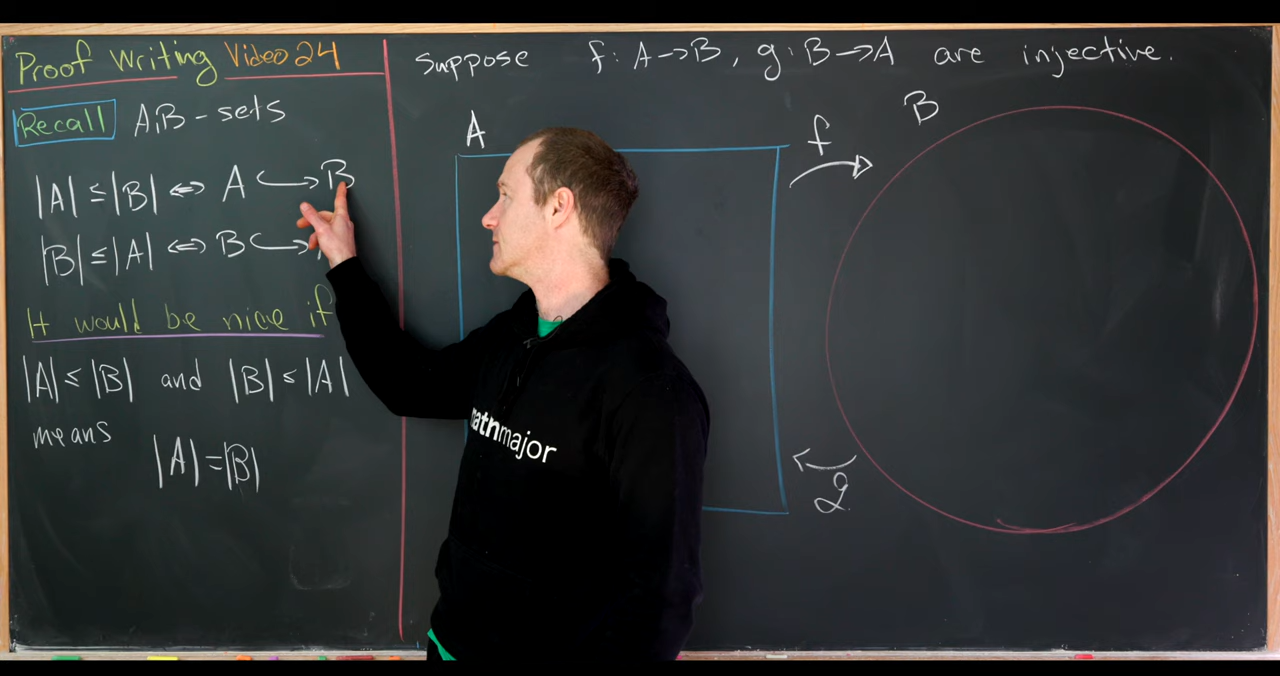 Proof Writing Video 24
Recall A,B - sets
|A| ≤ |B| ⇔ A ↪ B
|B| ≤ |A| ⇔ B ↪
It would be nice if
|A| ≤ |B| and |B| ≤ |A|
means
|A| = |B|
Suppose f: A → B, g: B → A are injective.
A
f
B
g
mathmajor